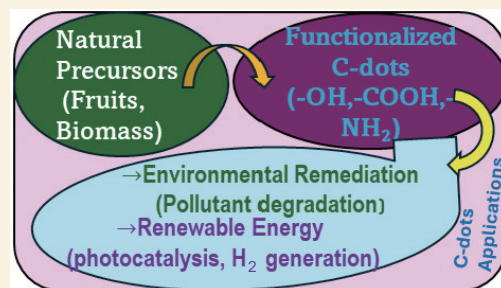 Natural
Precursors
(Fruits,
Biomass)
Functionalized
C-dots
(-OH,-COOH,-
NH₂)
→Environmental Remediation
(Pollutant degradation)
→Renewable Energy
(photocatalysis, H₂ generation)
C-dots
Applications